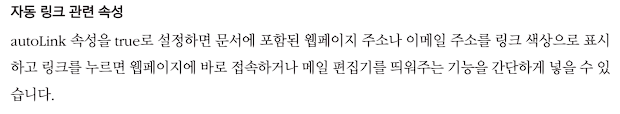 자동 링크 관련 속성
autoLink 속성을 true로 설정하면 문서에 포함된 웹페이지 주소나 이메일 주소를 링크 색상으로 표시
하고 링크를 누르면 웹페이지에 바로 접속하거나 메일 편집기를 띄워주는 기능을 간단하게 넣을 수 있
습니다.